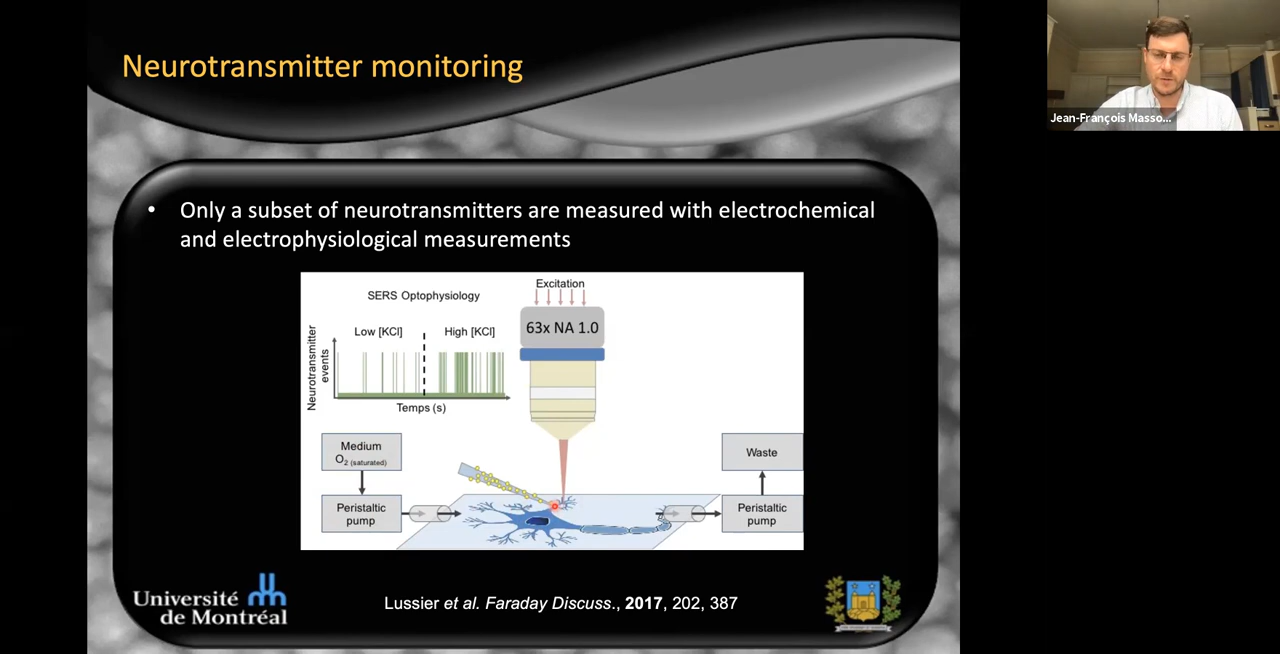 Neurotransmitter monitoring
Jean-François Masso...
• Only a subset of neurotransmitters are measured with electrochemical
and electrophysiological measurements
SERS Optophysiology
Low [KCl]
High [KCl]
Neurotransmitter
events
Temps (s)
Excitation
63x NA 1.0
Medium
O2 (saturated)
Peristaltic
pump
Waste
Peristaltic
pump
Université
de Montréal
Lussier et al. Faraday Discuss., 2017, 202, 387